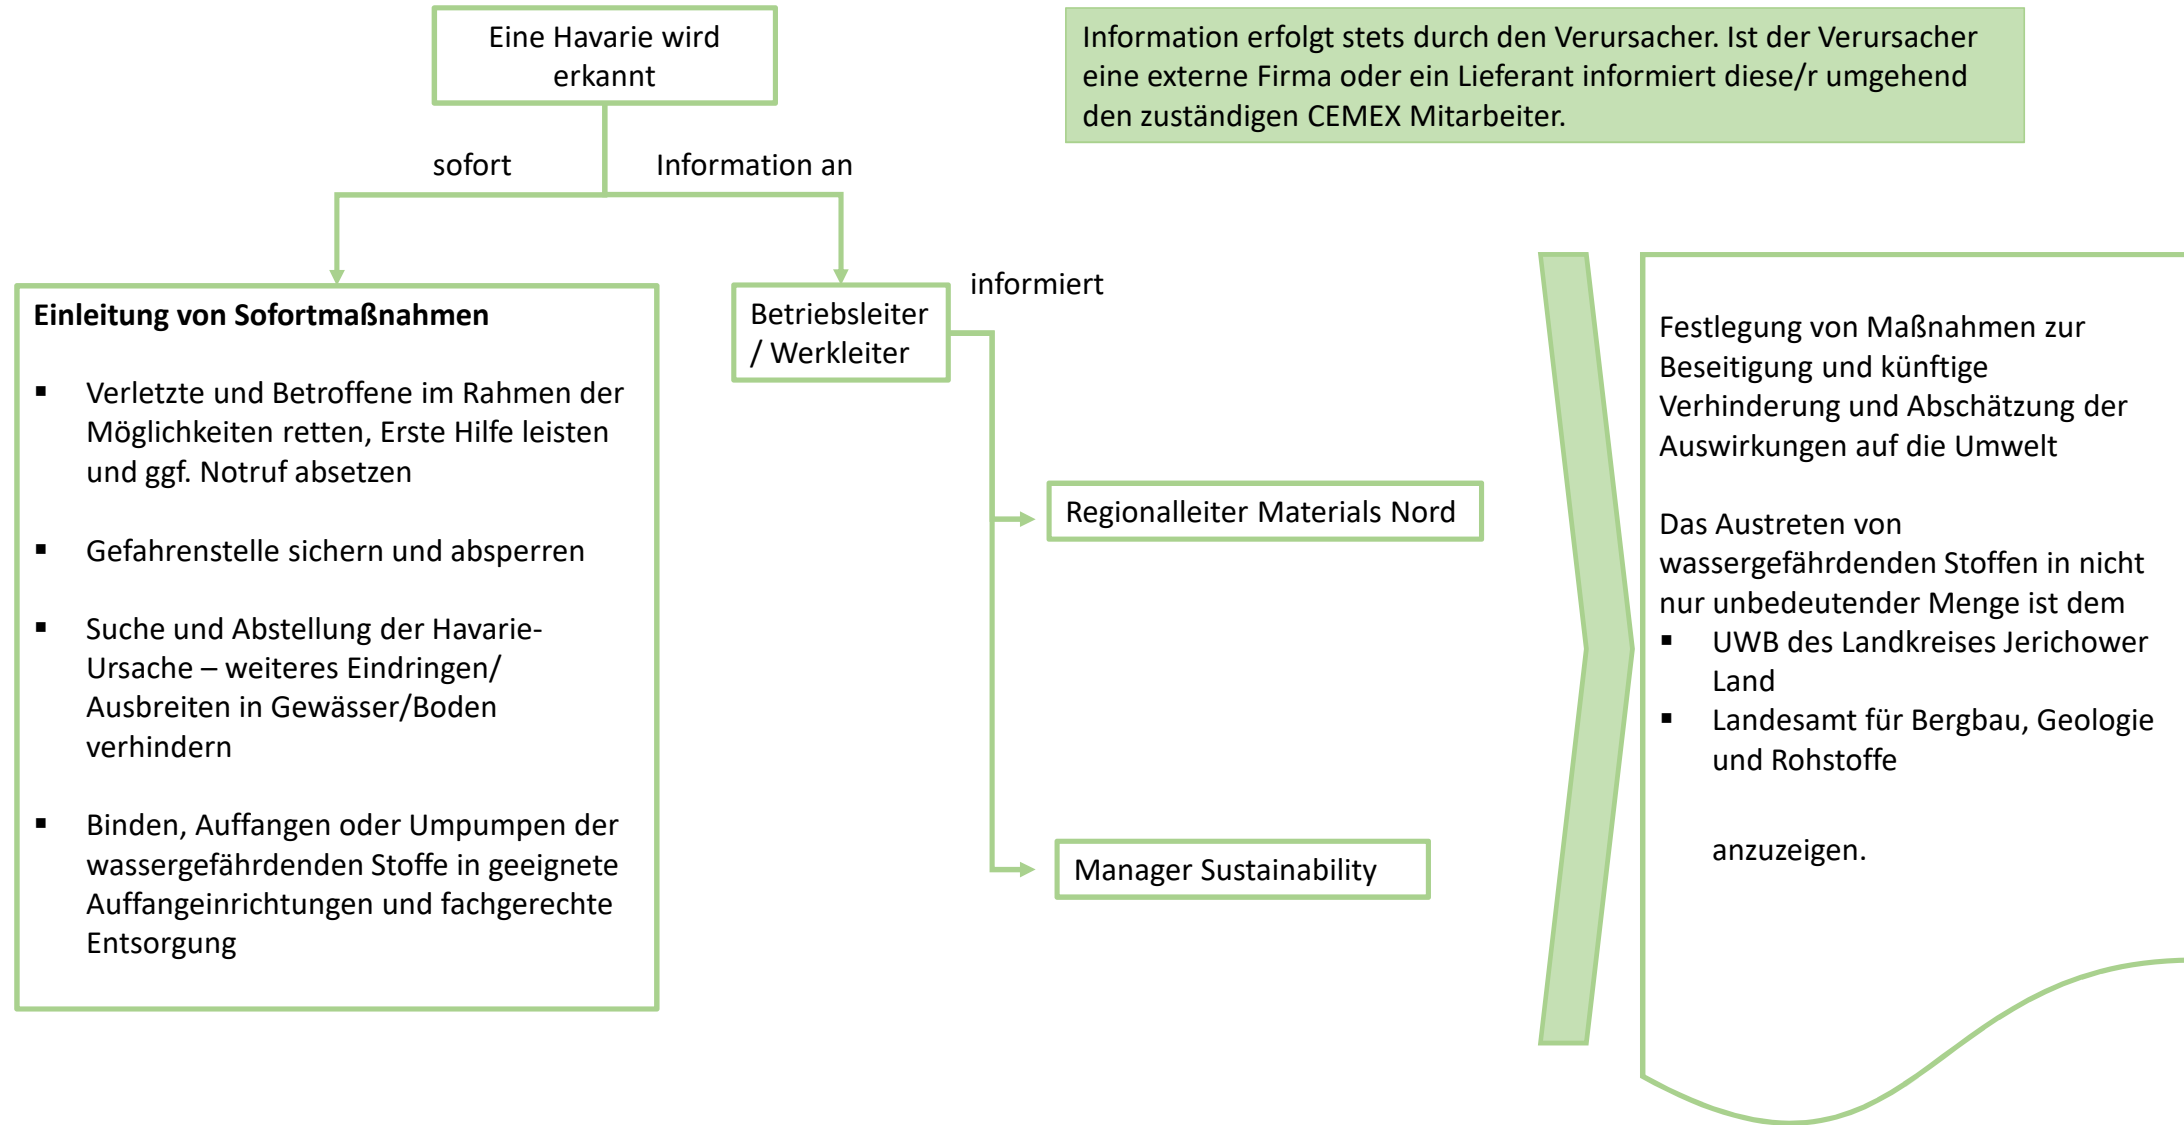 Eine Havarie wird
erkannt
Information erfolgt stets durch den Verursacher. Ist der Verursacher
eine externe Firma oder ein Lieferant informiert diese/r umgehend
den zuständigen CEMEX Mitarbeiter.
sofort
Information an
Einleitung von Sofortmaßnahmen
▪ Verletzte und Betroffene im Rahmen der
Möglichkeiten retten, Erste Hilfe leisten
und ggf. Notruf absetzen
▪ Gefahrenstelle sichern und absperren
▪ Suche und Abstellung der Havarie-
Ursache – weiteres Eindringen/
Ausbreiten in Gewässer/Boden
verhindern
▪ Binden, Auffangen oder Umpumpen der
wassergefährdenden Stoffe in geeignete
Auffangeinrichtungen und fachgerechte
Entsorgung
Betriebsleiter
/ Werkleiter
informiert
Regionalleiter Materials Nord
Manager Sustainability
Festlegung von Maßnahmen zur
Beseitigung und künftige
Verhinderung und Abschätzung der
Auswirkungen auf die Umwelt
Das Austreten von
wassergefährdenden Stoffen in nicht
nur unbedeutender Menge ist dem
▪ UWB des Landkreises Jerichower
Land
▪ Landesamt für Bergbau, Geologie
und Rohstoffe
anzuzeigen.